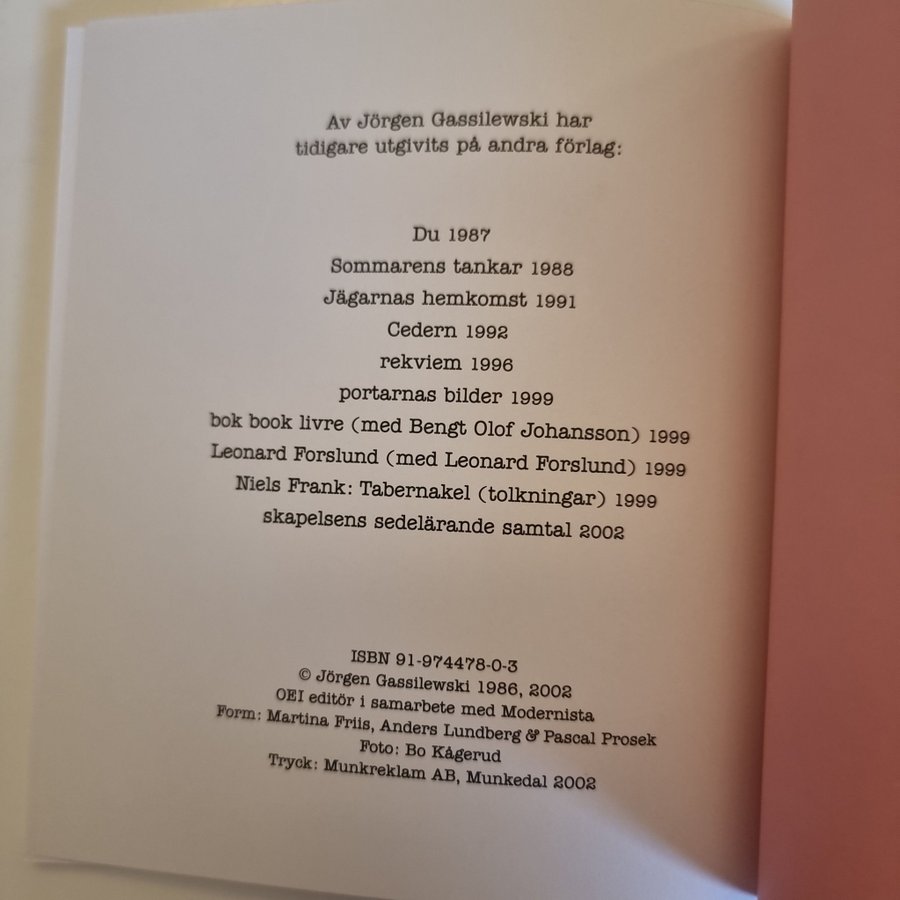 Av Jörgen Gassilewski har
tidigare utgivits på andra förlag:
Du 1987
Sommarens tankar 1988
Jägarnas hemkomst 1991
Cedern 1992
rekviem 1996
portarnas bilder 1999
bok book livre (med Bengt Olof Johansson) 1999
Leonard Forslund (med Leonard Forslund) 1999
Niels Frank: Tabernakel (tolkningar) 1999
skapelsens sedelärande samtal 2002
ISBN 91-974478-0-3
© Jörgen Gassilewski 1986, 2002
OEI editör i samarbete med Modernista
Form: Martina Friis, Anders Lundberg & Pascal Prosek
Foto: Bo Kågerud
Tryck: Munkreklam AB, Munkedal 2002